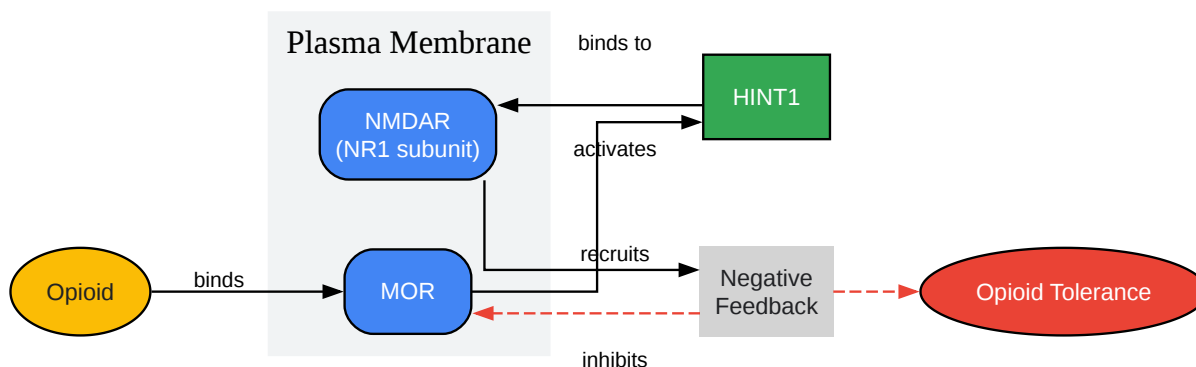 Plasma Membrane
binds to
HINT1
NMDAR
(NR1 subunit)
activates
recruits
Opioid
binds
MOR
Negative
Feedback
Opioid Tolerance
inhibits